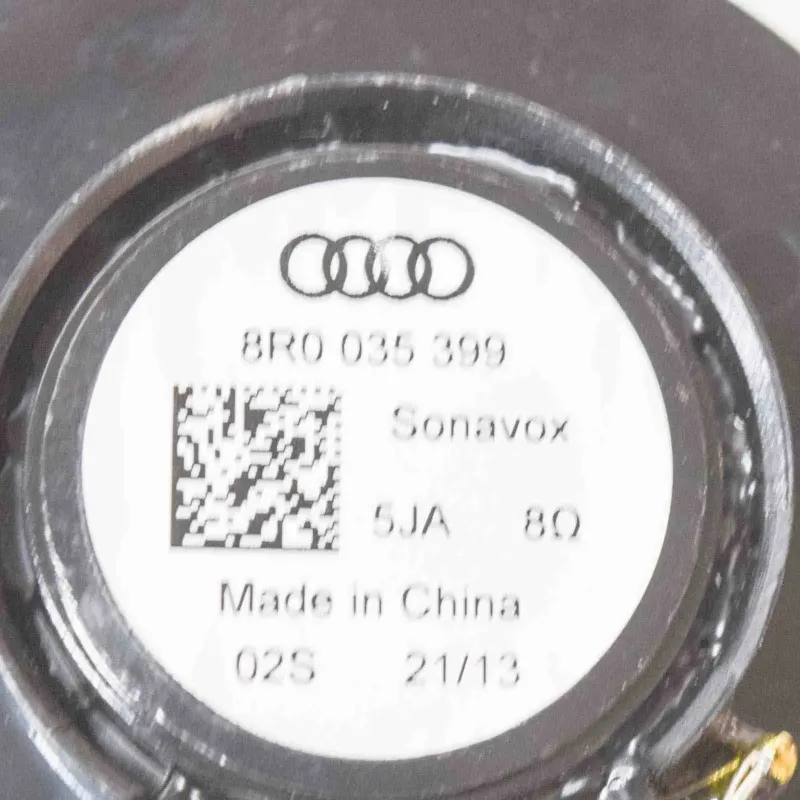 8R0 035 399
Sonavox
5JA 8Ω
Made in China
02S 21/13